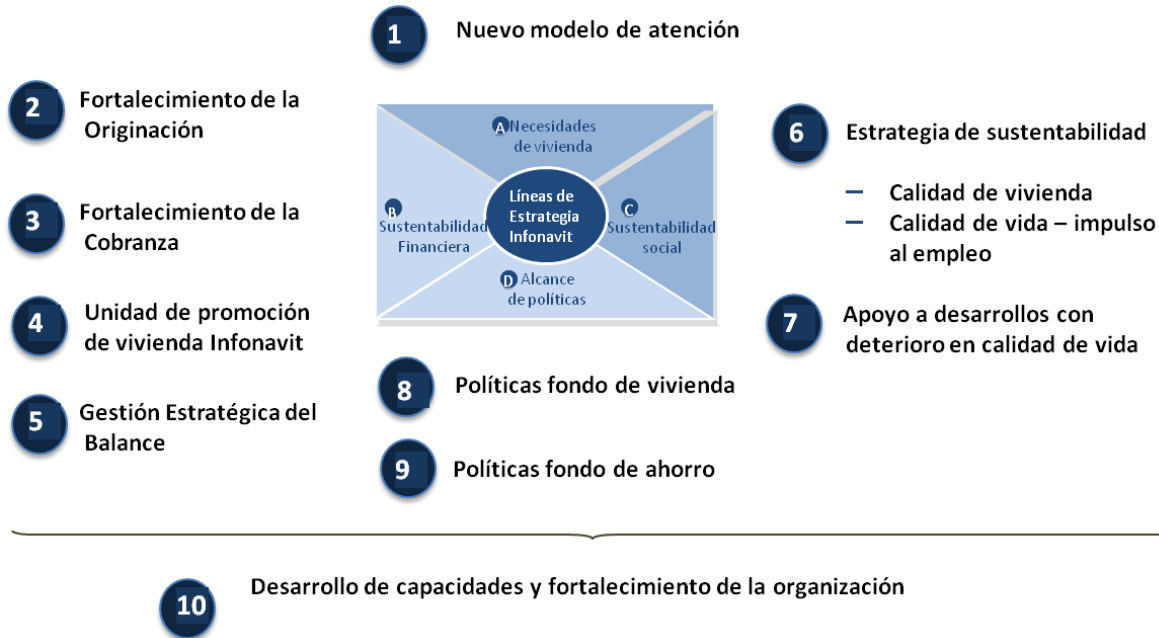 1
Nuevo modelo de atención
2
Fortalecimiento de la
Originación
3
Fortalecimiento de la
Cobranza
4
Unidad de promoción
de vivienda Infonavit
5
Gestión Estratégica del
Balance
A Necesidades
de vivienda
B
Sustentabilidad
Financiera
Líneas de
Estrategia
Infonavit
C
Sustentabilidad
social
D Alcance
de políticas
6
Estrategia de sustentabilidad
– Calidad de vivienda
– Calidad de vida – impulso
al empleo
7
Apoyo a desarrollos con
deterioro en calidad de vida
8
Políticas fondo de vivienda
9
Políticas fondo de ahorro
10
Desarrollo de capacidades y fortalecimiento de la organización